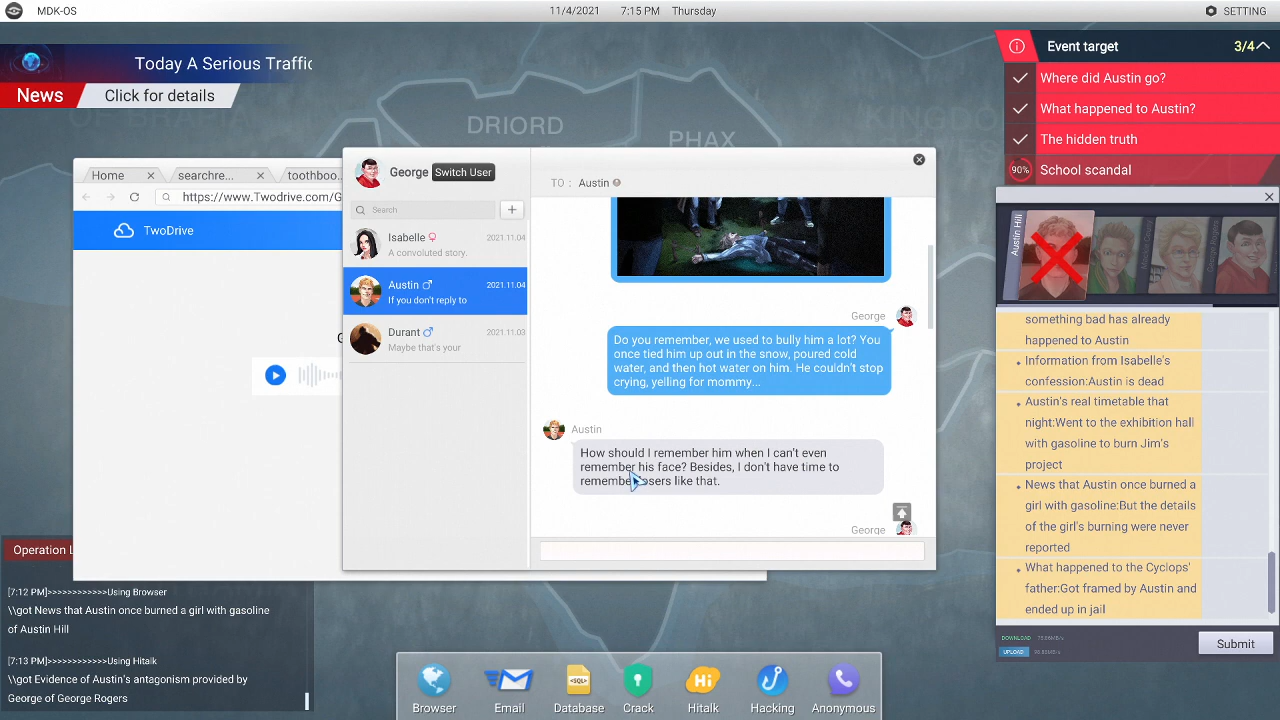 MDK-OS
11/4/2021
7:15 PM
Thursday
SETTING
Today A Serious Traffic
News
Click for details
OF
DRIORD
PHAX
KINGDO
Event target
3/4
Where did Austin go?
What happened to Austin?
The hidden truth
90%
School scandal
Home
searchre...
toothboo...
https://www.Twodrive.com/G
TwoDrive
George
Switch User
Search
Isabelle
2021.11.04
A convoluted story.
Austin
2021.11.04
If you don't reply to
Durant
2021.11.03
Maybe that's your
TO : Austin
George
Do you remember, we used to bully him a lot? You
once tied him up out in the snow, poured cold
water, and then hot water on him. He couldn't stop
crying, yelling for mommy...
Austin
How should I remember him when I can't even
remember his face? Besides, I don't have time to
remember losers like that.
George
Austin Hill
George Rogers
something bad has already
happened to Austin
Information from Isabelle's
confession:Austin is dead
Austin's real timetable that
night:Went to the exhibition hall
with gasoline to burn Jim's
project
News that Austin once burned a
girl with gasoline:But the details
of the girl's burning were never
reported
What happened to the Cyclops'
father:Got framed by Austin and
ended up in jail
DOWNLOAD
UPLOAD
Submit
Operation L
[7:12 PM]>>>>>>>>>>>>Using Browser
\\got News that Austin once burned a girl with gasoline
of Austin Hill
[7:13 PM]>>>>>>>>>>>>Using Hitalk
\\got Evidence of Austin's antagonism provided by
George of George Rogers
Browser
Email
<SQL>
Database
Crack
Hi
Hitalk
Hacking
Anonymous